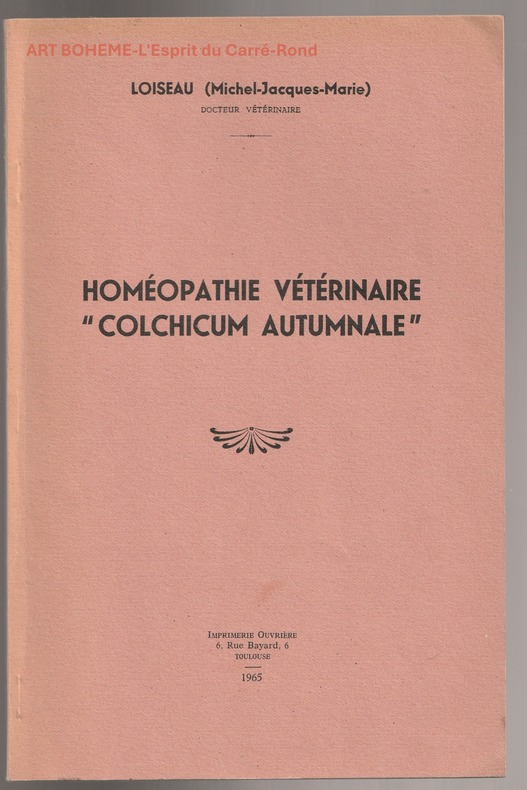 ART BOHEME-L'Esprit du Carré-Rond
LOISEAU (Michel-Jacques-Marie)
DOCTEUR VÉTÉRINAIRE
HOMÉOPATHIE VÉTÉRINAIRE
“ COLCHICUM AUTUMNALE ”
IMPRIMERIE OUVRIÈRE
6, Rue Bayard, 6
TOULOUSE
1965